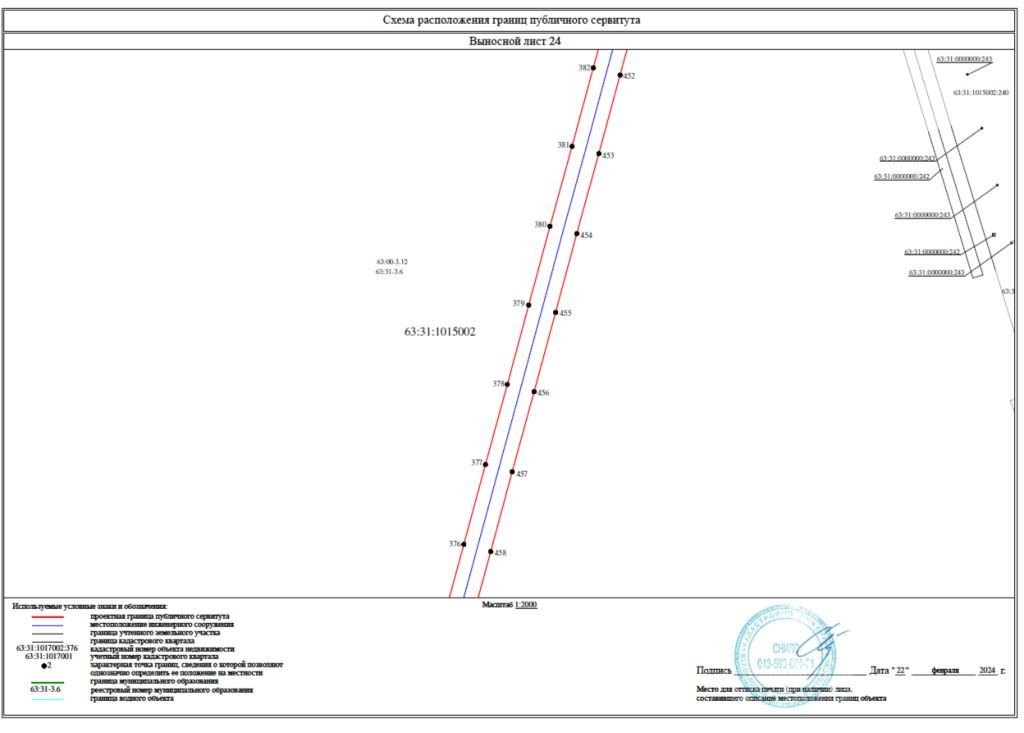 Схема расположения границ публичного сервитута
Выносной лист 24
382
452
63:31:0000000:243
63:31:1015002:240
381
453
63:31:0000000:243
63:31:0000000:242
380
454
63:31:0000000:243
63:31:0000000:242
63:31:0000000:243
63:00-3.12
63:31-3.6
63:3
379
455
63:31:1015002
378
456
377
457
376
458
Масштаб 1:2000
Используемые условные знаки и обозначения:
проектная граница публичного сервитута
местоположение инженерного сооружения
граница учтенного земельного участка
граница кадастрового квартала
63:31:1017002:376 кадастровый номер объекта недвижимости
63:31:1017001 учетный номер кадастрового квартала
2 характерная точка границ, сведения о которой позволяют
однозначно определить ее положение на местности
граница муниципального образования
63:31-3.6 реестровый номер муниципального образования
граница водного объекта
СНИЛС
Подпись Дата "22" февраля 2024 г.
Место для оттиска печати (при наличии) лица,
составившего описание местоположения границ объекта